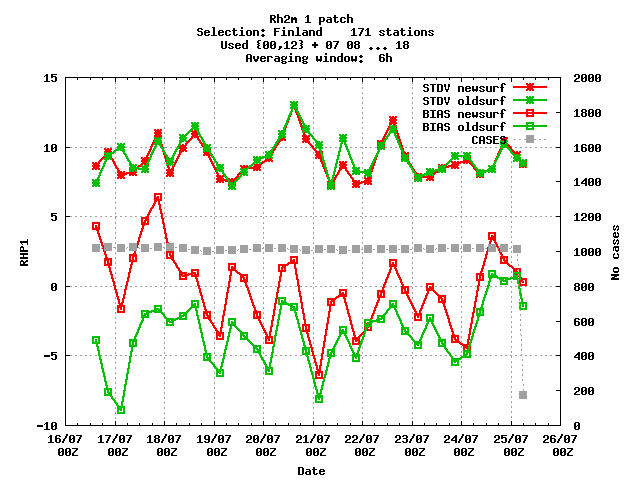 Rh2m 1 patch
Selection: Finland    171 stations
Used {00,12} + 07 08 ... 18
Averaging window:  6h
STDV newsurf
STDV oldsurf
BIAS newsurf
BIAS oldsurf
CASES
15
10
5
0
-5
-10
RHP1
2000
1800
1600
1400
1200
1000
800
600
400
200
0
No cases
16/07 00Z
17/07 00Z
18/07 00Z
19/07 00Z
20/07 00Z
21/07 00Z
22/07 00Z
23/07 00Z
24/07 00Z
25/07 00Z
26/07 00Z
Date